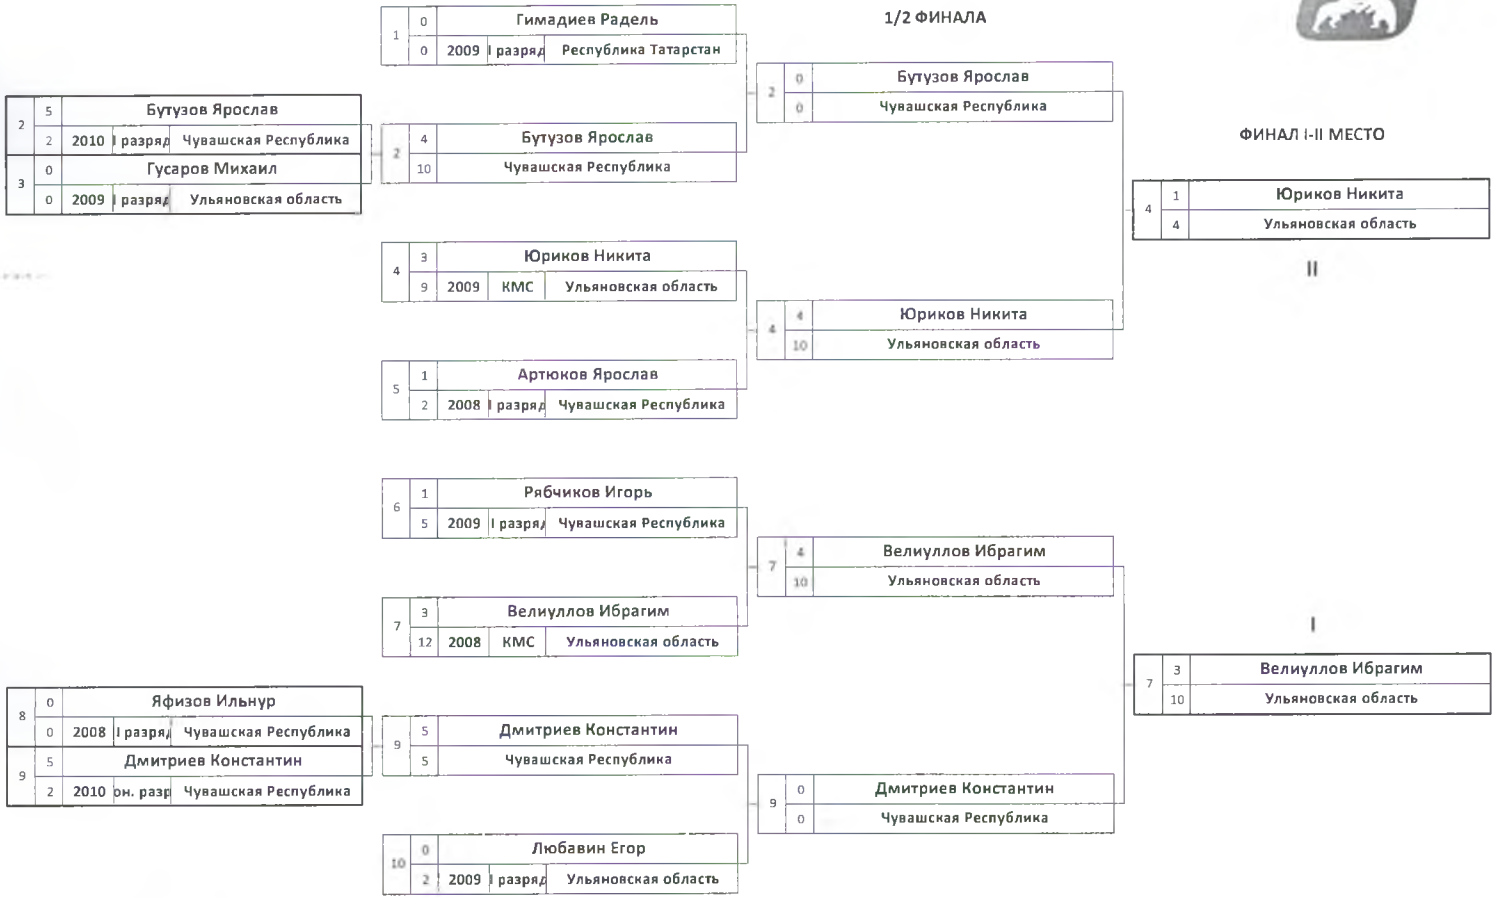 1/2 ФИНАЛА
ФИНАЛ I-II МЕСТО
2 5 Бутузов Ярослав
2 2010 I разряд Чувашская Республика
3 0 Гусаров Михаил
0 2009 I разряд Ульяновская область
8 0 Яфизов Ильнур
0 2008 I разряд Чувашская Республика
9 5 Дмитриев Константин
2 2010 он. разр Чувашская Республика
1 0 Гимадиев Радель
0 2009 I разряд Республика Татарстан
2 4 Бутузов Ярослав
10 Чувашская Республика
4 3 Юриков Никита
9 2009 КМС Ульяновская область
5 1 Артюков Ярослав
2 2008 I разряд Чувашская Республика
6 1 Рябчиков Игорь
5 2009 I разряд Чувашская Республика
7 3 Велиуллов Ибрагим
12 2008 КМС Ульяновская область
9 5 Дмитриев Константин
5 Чувашская Республика
10 0 Любавин Егор
2 2009 I разряд Ульяновская область
2 0 Бутузов Ярослав
0 Чувашская Республика
4 4 Юриков Никита
10 Ульяновская область
7 4 Велиуллов Ибрагим
10 Ульяновская область
9 0 Дмитриев Константин
0 Чувашская Республика
4 1 Юриков Никита
4 Ульяновская область
II
I
7 3 Велиуллов Ибрагим
10 Ульяновская область